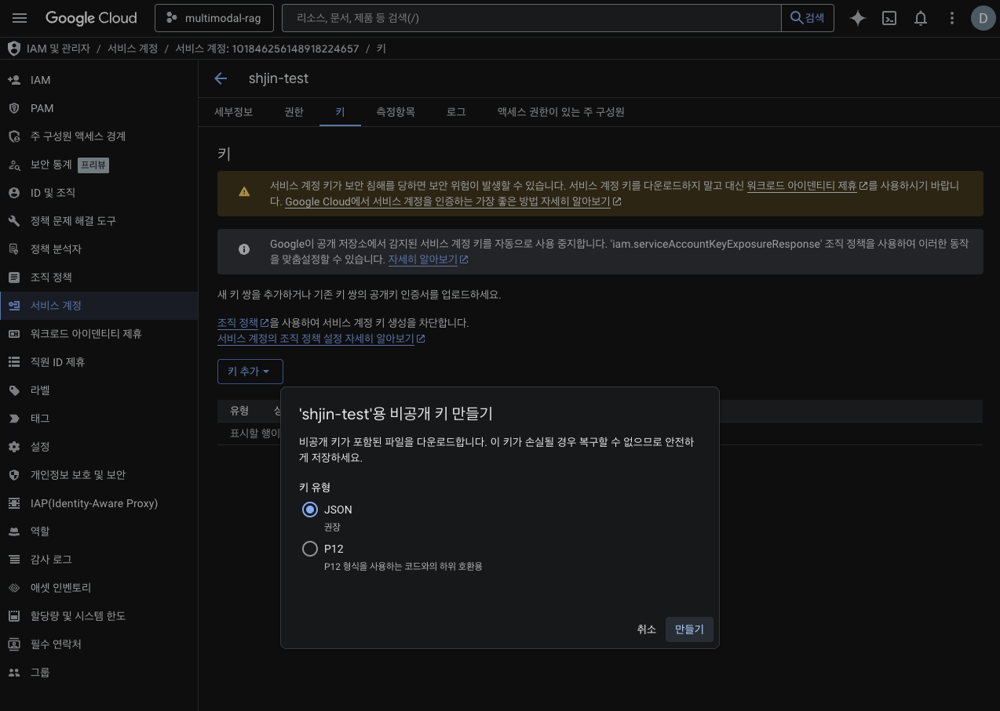 Google Cloud
multimodal-rag
리소스, 문서, 제품 등 검색(/)
검색
D
IAM 및 관리자 / 서비스 계정 / 서비스 계정: 101846256148918224657 / 키
IAM
PAM
주 구성원 액세스 경계
보안 통계 프리뷰
ID 및 조직
정책 문제 해결 도구
정책 분석자
조직 정책
서비스 계정
워크로드 아이덴티티 제휴
직원 ID 제휴
라벨
태그
설정
개인정보 보호 및 보안
IAP(Identity-Aware Proxy)
역할
감사 로그
애셋 인벤토리
할당량 및 시스템 한도
필수 연락처
그룹
shjin-test
세부정보 권한 키 측정항목 로그 액세스 권한이 있는 주 구성원
키
서비스 계정 키가 보안 침해를 당하면 보안 위험이 발생할 수 있습니다. 서비스 계정 키를 다운로드하지 말고 대신 워크로드 아이덴티티 제휴를 사용하시기 바랍니
다. Google Cloud에서 서비스 계정을 인증하는 가장 좋은 방법 자세히 알아보기
Google이 공개 저장소에서 감지된 서비스 계정 키를 자동으로 사용 중지합니다. 'iam.serviceAccountKeyExposureResponse' 조직 정책을 사용하여 이러한 동작
을 맞춤설정할 수 있습니다. 자세히 알아보기
새 키 쌍을 추가하거나 기존 키 쌍의 공개키 인증서를 업로드하세요.
조직 정책을 사용하여 서비스 계정 키 생성을 차단합니다.
서비스 계정의 조직 정책 설정 자세히 알아보기
키 추가
유형
표시할 행이
'shjin-test'용 비공개 키 만들기
비공개 키가 포함된 파일을 다운로드합니다. 이 키가 손실될 경우 복구할 수 없으므로 안전하
게 저장하세요.
키 유형
JSON
권장
P12
P12 형식을 사용하는 코드와의 하위 호환용
취소 만들기